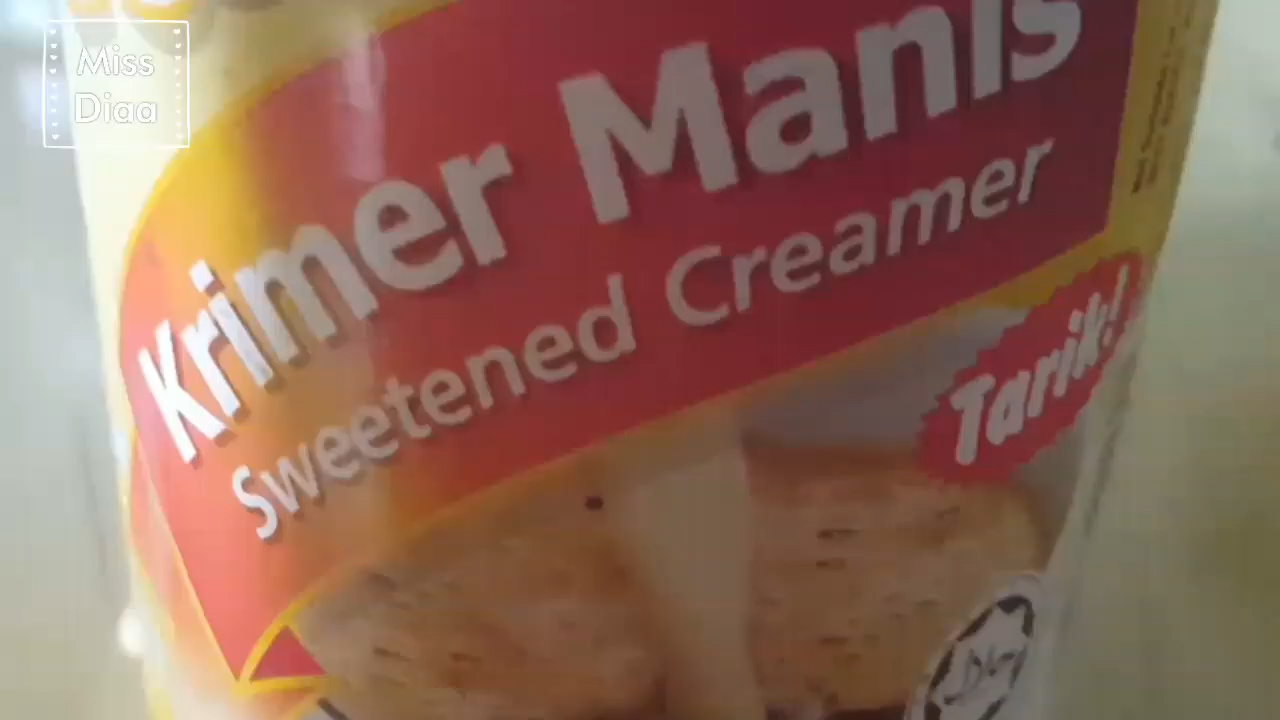 Miss
Diaa
Krimer Manis
Sweetened Creamer
Tarik!